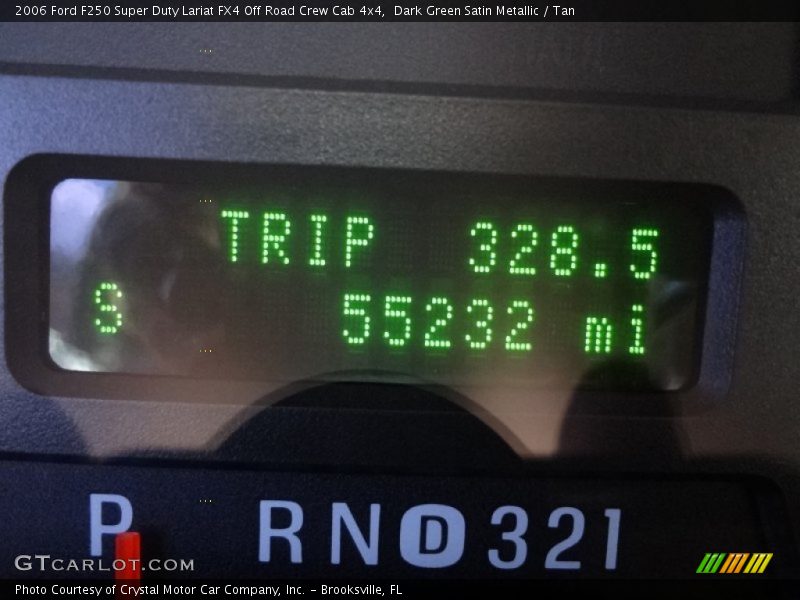 2006 Ford F250 Super Duty Lariat FX4 Off Road Crew Cab 4x4,  Dark Green Satin Metallic / Tan
TRIP 328.5
S 55232 mi
P R N D 3 2 1
GTCARLOT.COM
Photo Courtesy of Crystal Motor Car Company, Inc. – Brooksville, FL